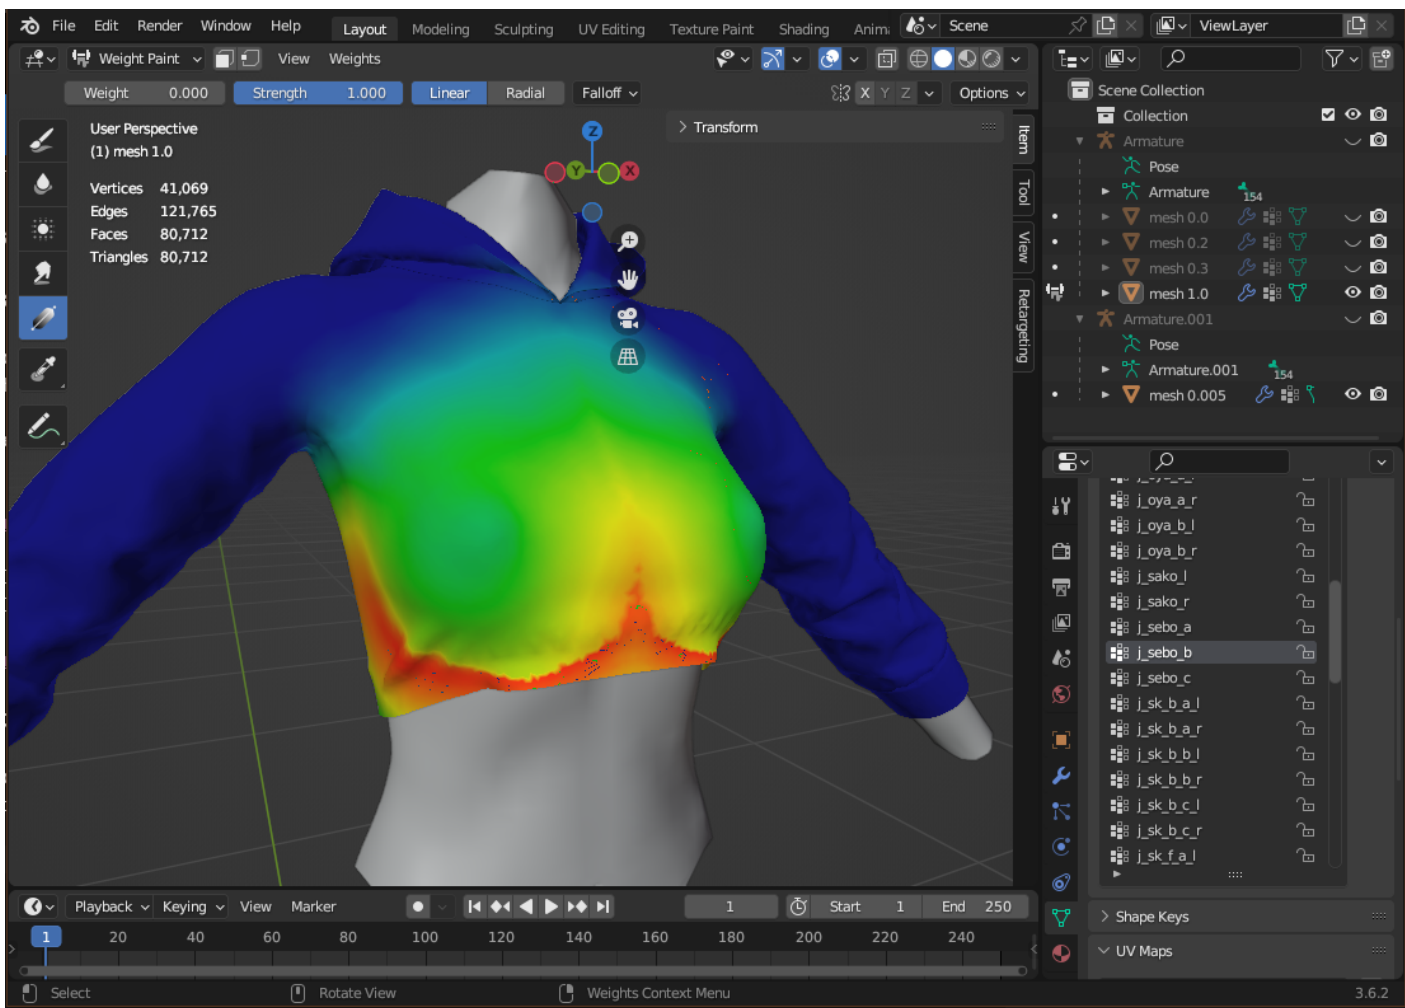 File Edit Render Window Help Layout Modeling Sculpting UV Editing Texture Paint Shading Anim Scene ViewLayer
Weight Paint View Weights
Weight 0.000 Strength 1.000 Linear Radial Falloff X Y Z Options
User Perspective
(1) mesh 1.0
Vertices 41,069
Edges 121,765
Faces 80,712
Triangles 80,712
Transform
Z
Y
X
Item
Tool
View
Retargeting
Scene Collection
Collection
Armature
Pose
Armature 154
mesh 0.0
mesh 0.2
mesh 0.3
mesh 1.0
Armature.001
Pose
Armature.001 154
mesh 0.005
j_oya_a_r
j_oya_b_l
j_oya_b_r
j_sako_l
j_sako_r
j_sebo_a
j_sebo_b
j_sebo_c
j_sk_b_a_l
j_sk_b_a_r
j_sk_b_b_l
j_sk_b_b_r
j_sk_b_c_l
j_sk_b_c_r
j_sk_f_a_l
Shape Keys
UV Maps
Playback Keying View Marker 1 Start 1 End 250
1 20 40 60 80 100 120 140 160 180 200 220 240
Select Rotate View Weights Context Menu 3.6.2